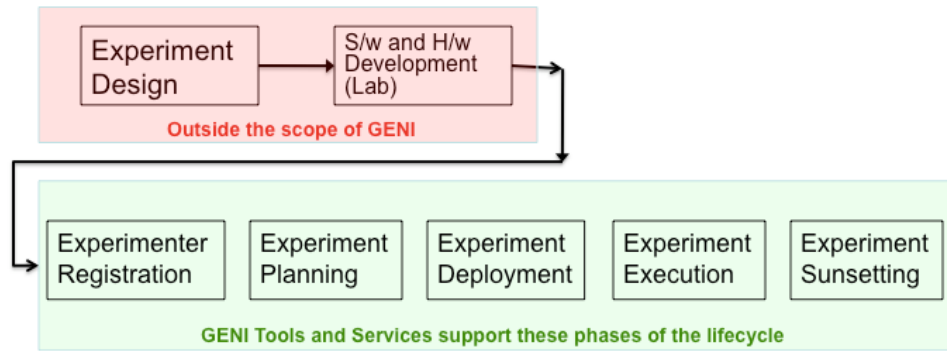 Experiment
Design
S/w and H/w
Development
(Lab)
Outside the scope of GENI
Experimenter
Registration
Experiment
Planning
Experiment
Deployment
Experiment
Execution
Experiment
Sunsetting
GENI Tools and Services support these phases of the lifecycle